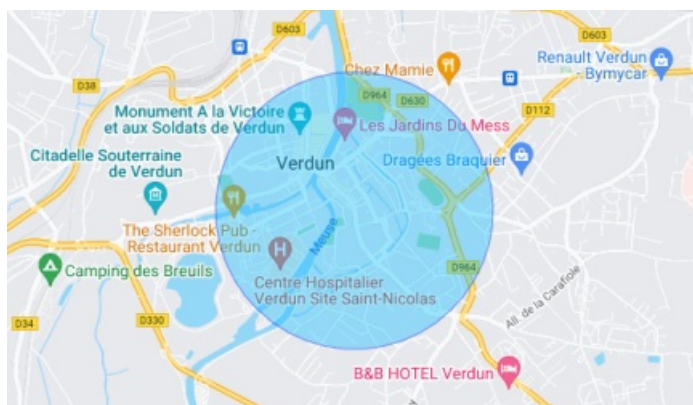 D603
D603
Chez Mamie
Renault Verdun
- Bymycar
D38
D964
D630
D112
Monument A la Victoire
et aux Soldats de Verdun
Les Jardins Du Mess
Citadelle Souterraine
de Verdun
Verdun
Dragées Braquier
The Sherlock Pub -
Restaurant Verdun
Meuse
Camping des Breuils
Centre Hospitalier
Verdun Site Saint-Nicolas
D964
All. de la Carafiole
D34
D330
B&B HOTEL Verdun